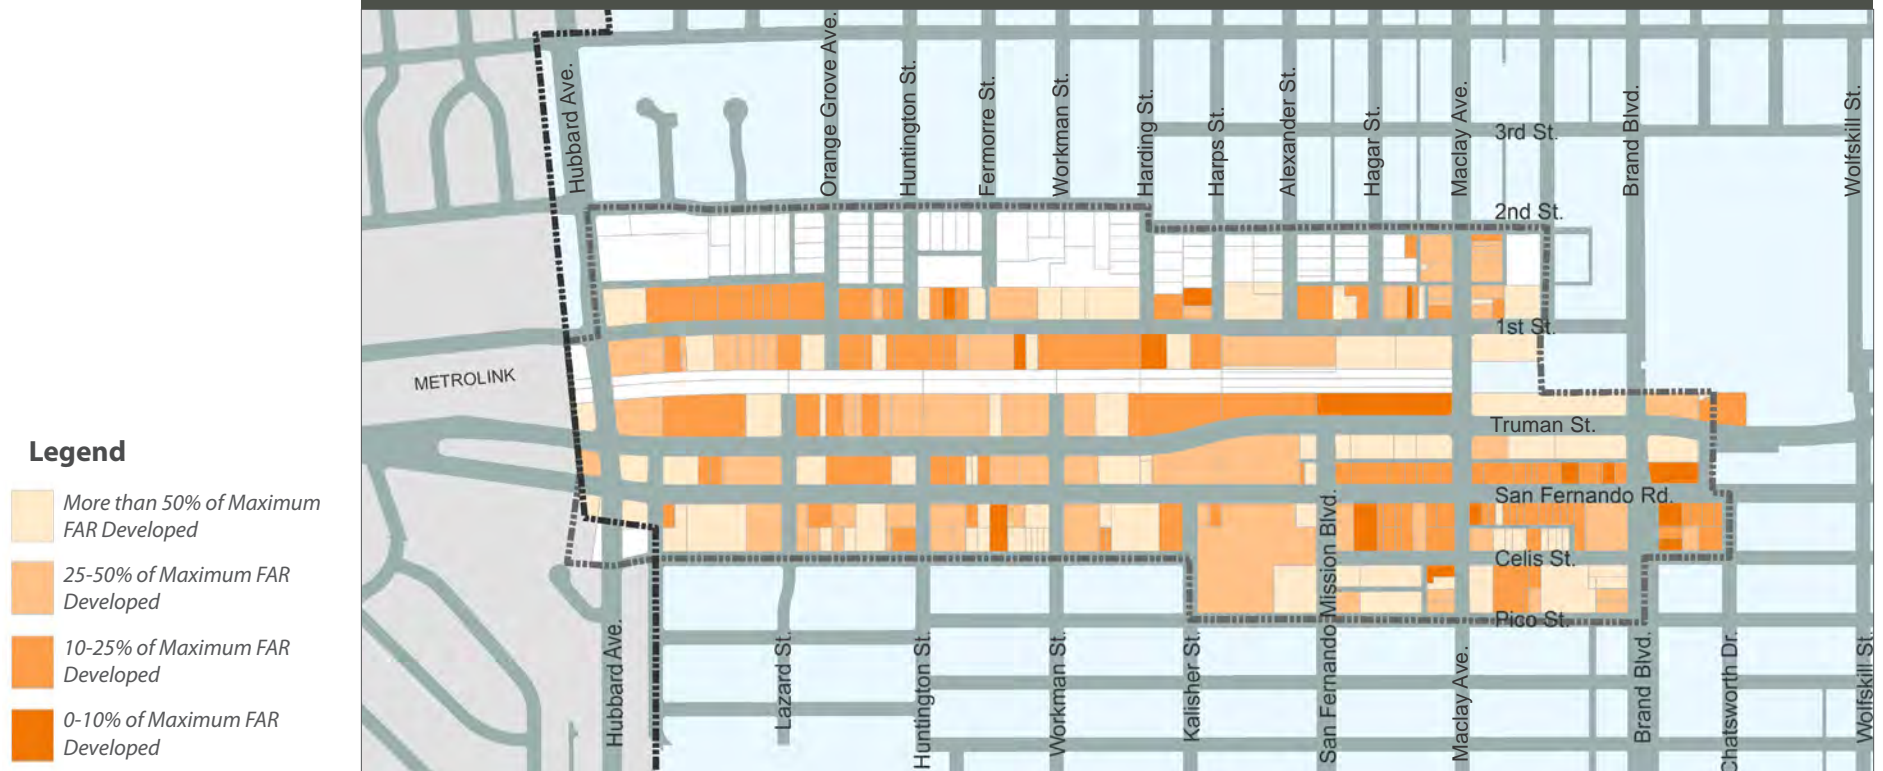 Orange Grove Ave.
Hubbard Ave.
Huntington St.
Fermorre St.
Workman St.
Harding St.
Harps St.
Alexander St.
Hagar St.
Maclay Ave.
3rd St.
Brand Blvd.
Wolfskill St.
2nd St.
1st St.
METROLINK
Truman St.
San Fernando Rd.
Celis St.
Pico St.
Hubbard Ave.
Lazard St.
Huntington St.
Workman St.
Kalisher St.
San Fernando Mission Blvd.
Maclay Ave.
Brand Blvd.
Chatsworth Dr.
Wolfskill St.
Legend
More than 50% of Maximum
FAR Developed
25-50% of Maximum FAR
Developed
10-25% of Maximum FAR
Developed
0-10% of Maximum FAR
Developed